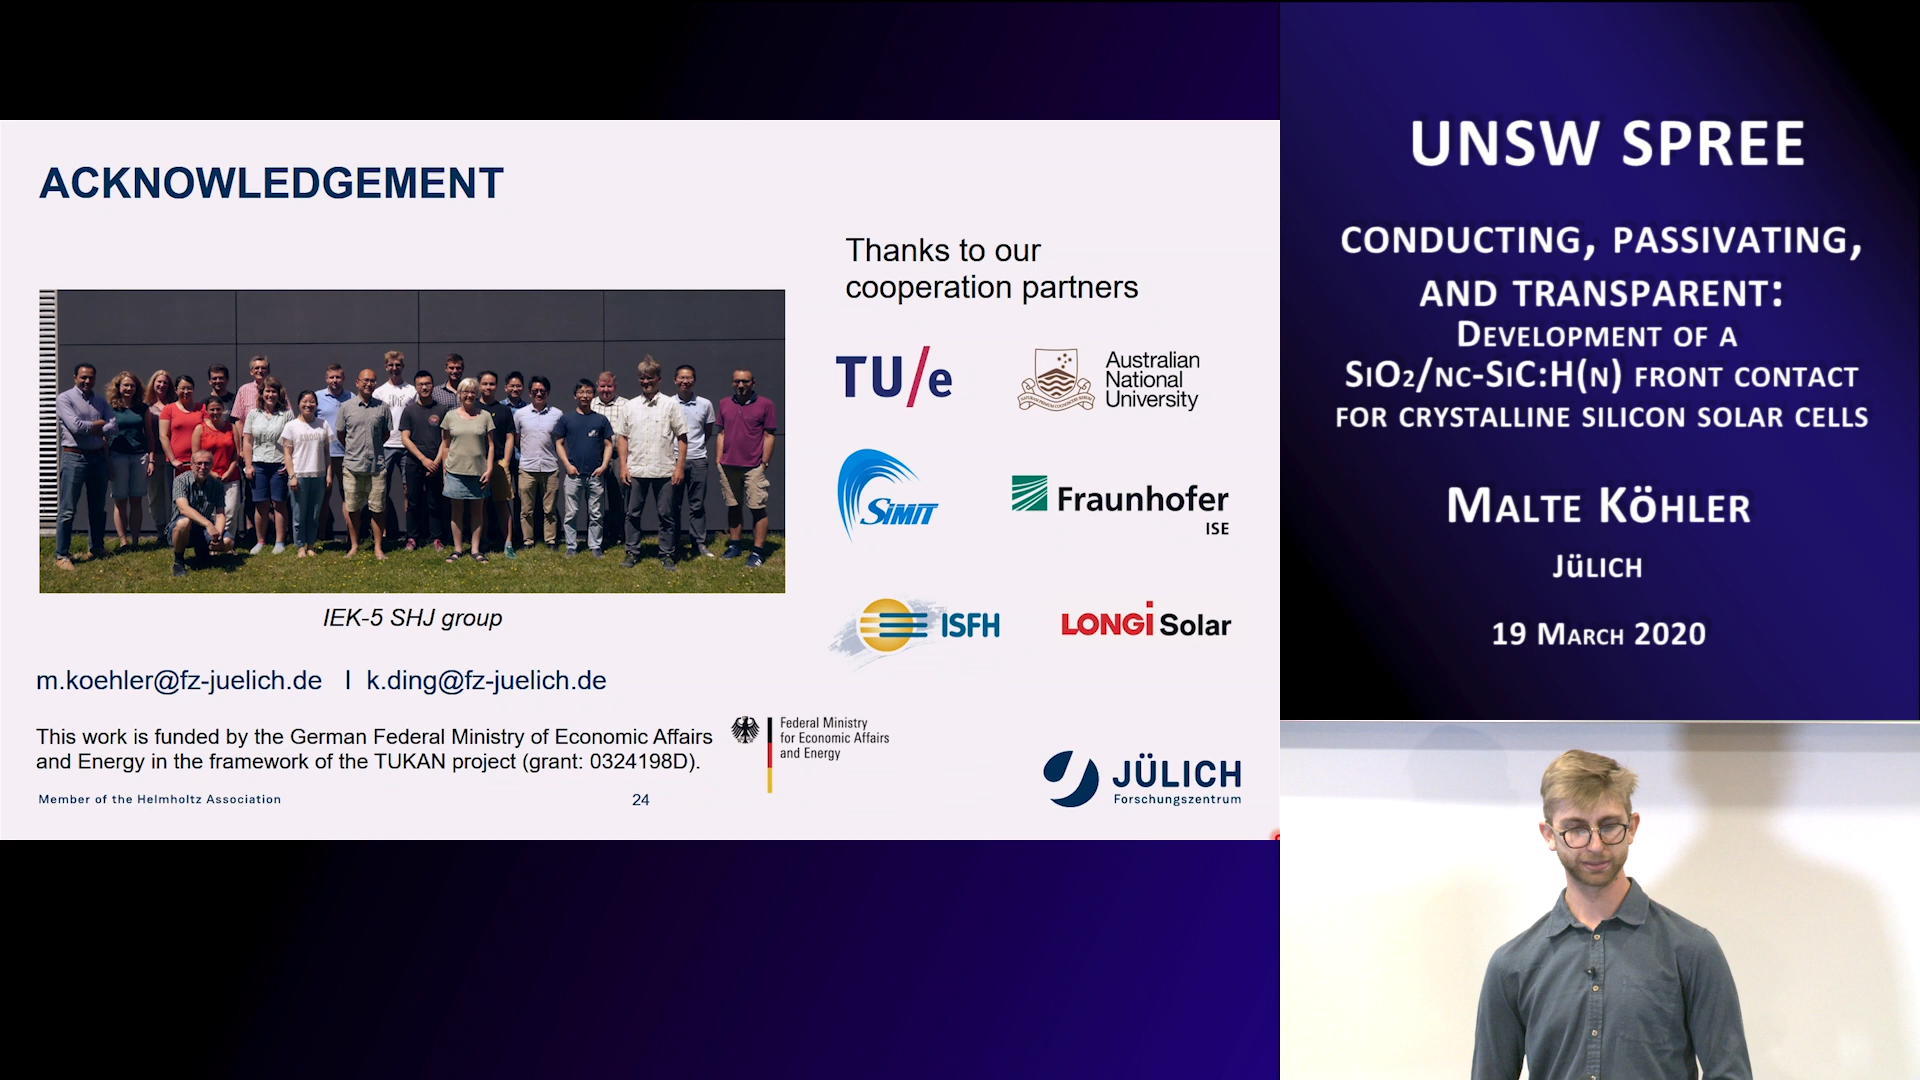 ACKNOWLEDGEMENT
Thanks to our
cooperation partners
TU/e
Australian
National
University
SIMIT
Fraunhofer
ISE
ISFH
LONGi Solar
IEK-5 SHJ group
m.koehler@fz-juelich.de I k.ding@fz-juelich.de
This work is funded by the German Federal Ministry of Economic Affairs
and Energy in the framework of the TUKAN project (grant: 0324198D).
Federal Ministry
for Economic Affairs
and Energy
Member of the Helmholtz Association
24
JÜLICH
Forschungszentrum
UNSW SPREE
CONDUCTING, PASSIVATING,
AND TRANSPARENT:
DEVELOPMENT OF A
SiO2/NC-SiC:H(N) FRONT CONTACT
FOR CRYSTALLINE SILICON SOLAR CELLS
MALTE KÖHLER
JÜLICH
19 MARCH 2020